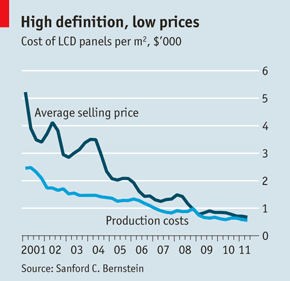 High definition, low prices
Cost of LCD panels per m², $’000
6
5
4
3
2
1
0
Average selling price
Production costs
2001 02 03 04 05 06 07 08 09 10 11
Source: Sanford C. Bernstein